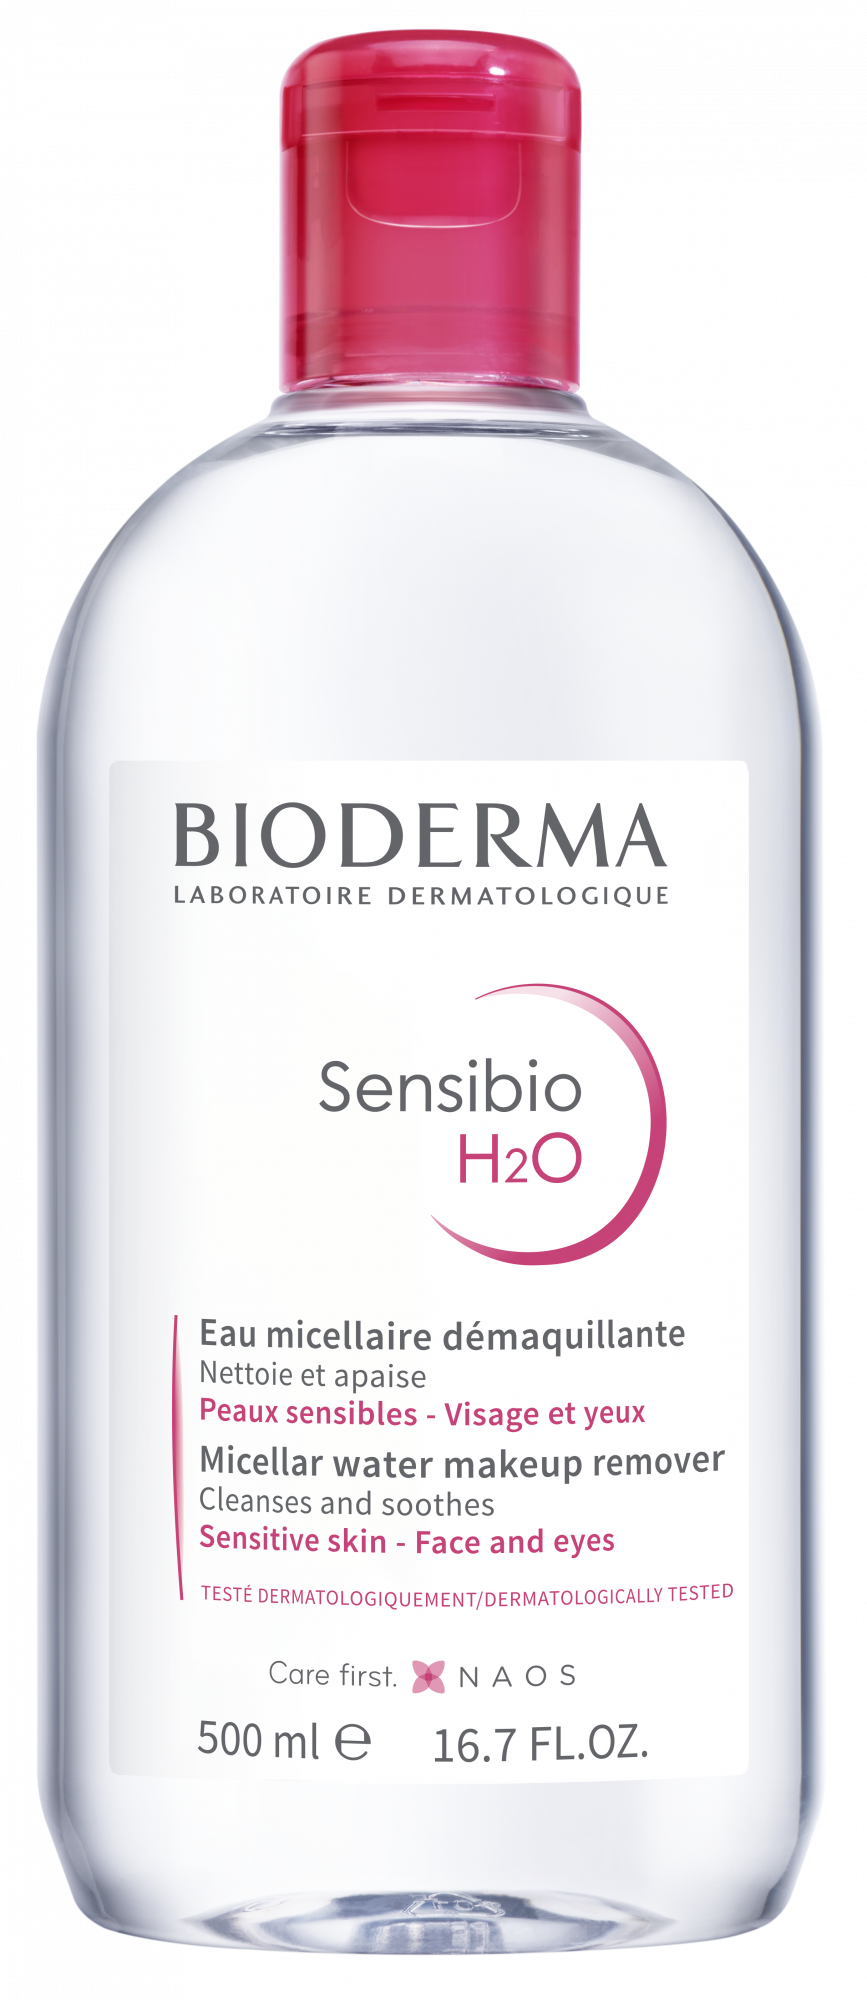 BIODERMA
LABORATOIRE DERMATOLOGIQUE
Sensibio
H2O
Eau micellaire démaquillante
Nettoie et apaise
Peaux sensibles - Visage et yeux
Micellar water makeup remover
Cleanses and soothes
Sensitive skin - Face and eyes
TESTÉ DERMATOLOGIQUEMENT/DERMATOLOGICALLY TESTED
Care first. NAOS
500 ml ℮ 16.7 FL.OZ.